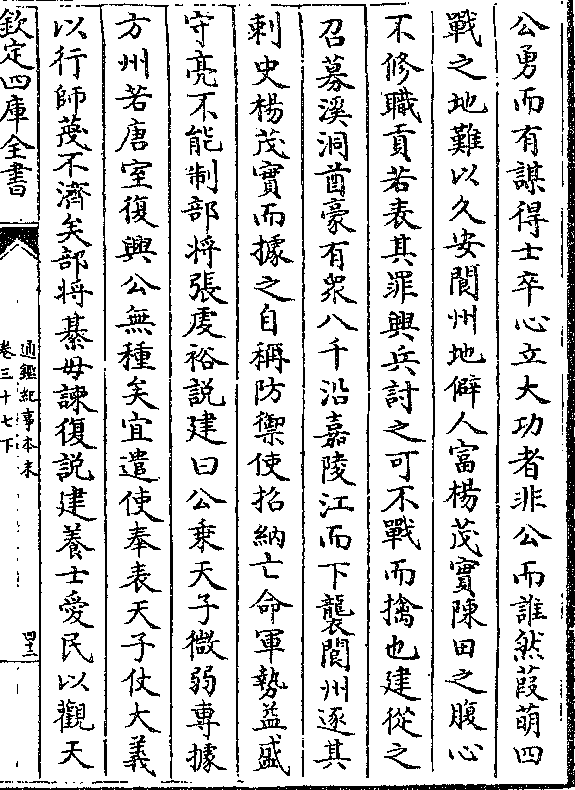 公勇而有謀得士卒心立大功者非公而誰然葭萌四
戰之地難以久安閬州地僻人富楊茂實陳田之腹心
不修職貢若表其罪興兵討之可不戰而擒也建從之
召募溪洞酋豪有衆八千沿嘉陵江而下襲閬州逐其
刺史楊茂實而據之自稱防禦使招納亡命軍勢益盛
守亮不能制部将張虔裕説建曰公乘天子微弱專據
方州若唐室復興公無種矣宜遣使奉表天子仗大義
以行師蔑不濟矣部将綦毋諫復説建養士愛民以觀天
欽定四庫全書
通鑑紀事本末
卷三十七下
四十三